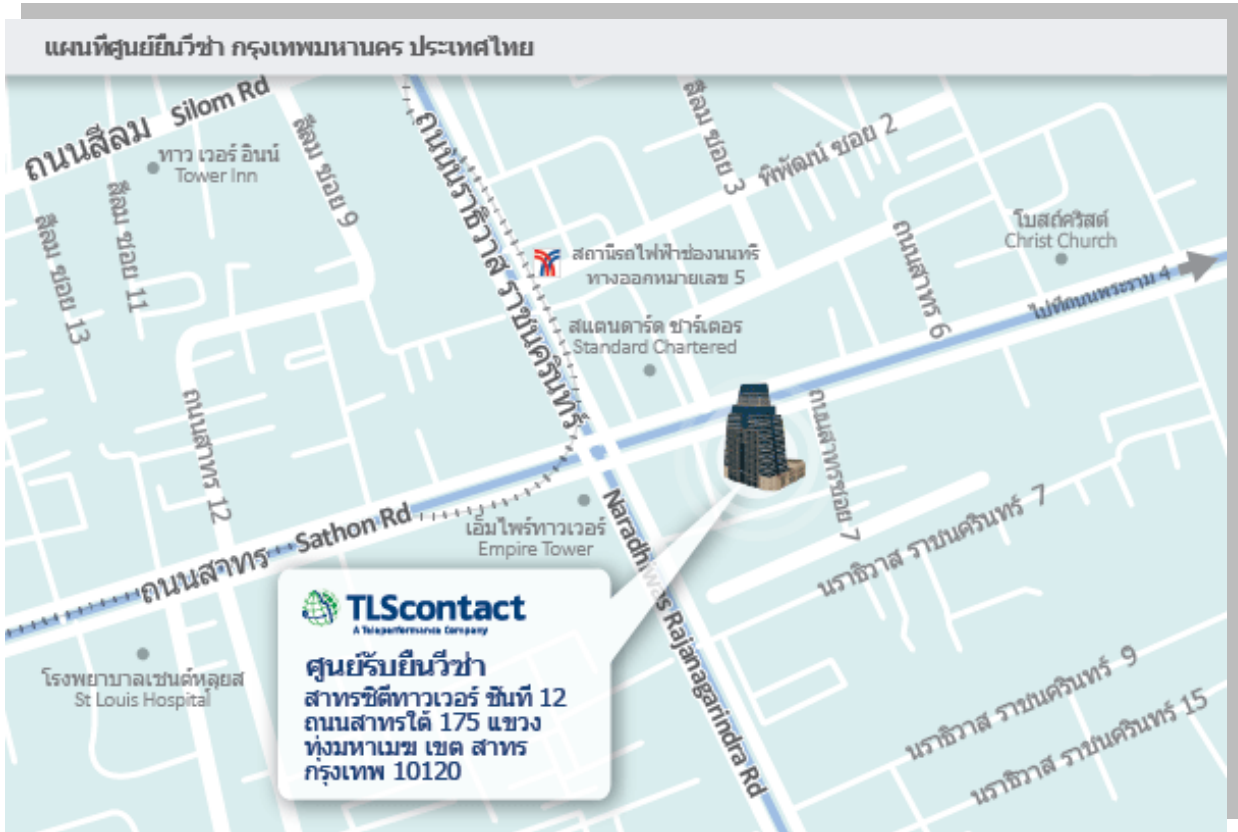 แผนที่ศูนย์ยื่นวีซ่า กรุงเทพมหานคร ประเทศไทย
ถนนสีลม Silom Rd
ทาว เวอร์ อินน์
Tower Inn
สีลม ซอย 9
สีลม ซอย 11
สีลม ซอย 13
ถนนนราธิวาส ราชนครินทร์
สีลม ซอย 3
พิพัฒน์ ซอย 2
ถนนสาทร 6
โบสถ์คริสต์
Christ Church
ไปที่ถนนพระราม 4
สถานีรถไฟฟ้าช่องนนทรี
ทางออกหมายเลข 5
สแตนดาร์ด ชาร์เตอร
Standard Chartered
ถนนสาทร 12
ถนนสาทรซอย 7
ถนนสาทร Sathon Rd
เอ็มไพร์ทาวเวอร์
Empire Tower
Naradhiwas Rajanagarindra Rd
นราธิวาส ราชนครินทร์ 7
นราธิวาส ราชนครินทร์ 9
นราธิวาส ราชนครินทร์ 15
โรงพยาบาลเซนต์หลุยส
St Louis Hospital
TLScontact
A Teleperformance Company
ศูนย์รับยื่นวีซ่า
สาทรซิตี้ทาวเวอร์ ชั้นที่ 12
ถนนสาทรใต้ 175 แขวง
ทุ่งมหาเมฆ เขต สาทร
กรุงเทพ 10120